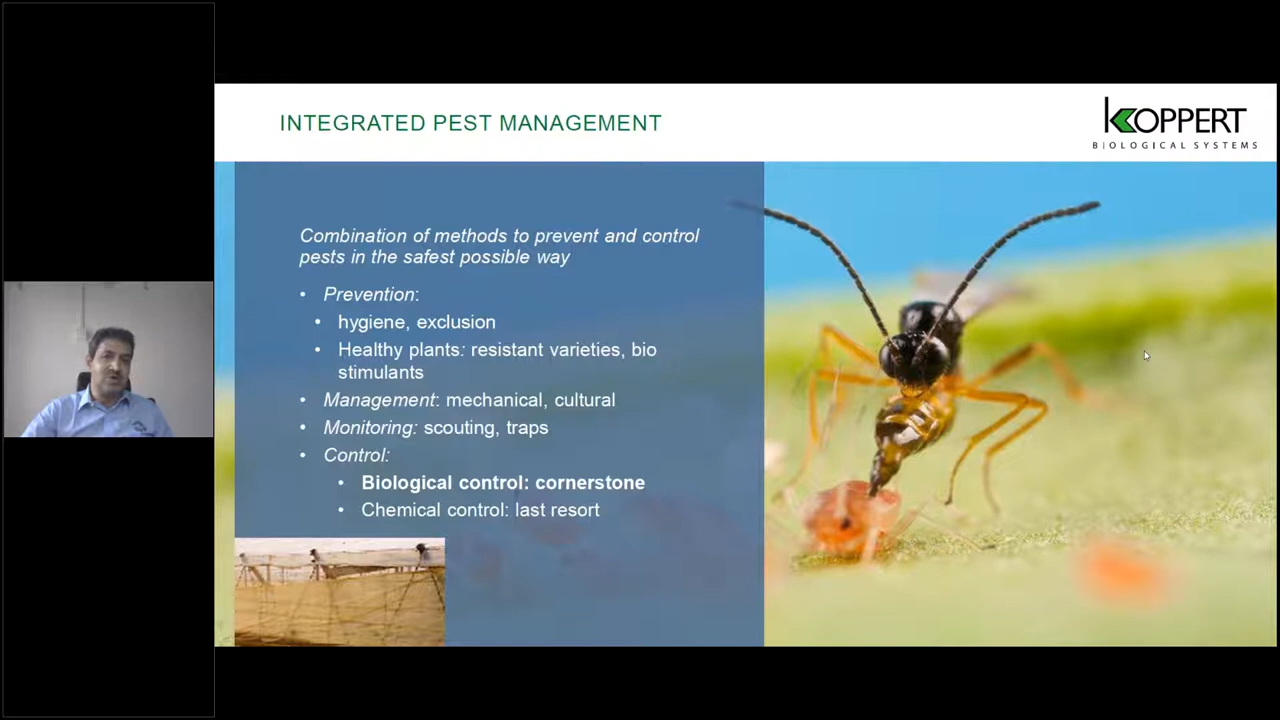 INTEGRATED PEST MANAGEMENT
KOPPERT
BIOLOGICAL SYSTEMS
Combination of methods to prevent and control
pests in the safest possible way
• Prevention:
• hygiene, exclusion
• Healthy plants: resistant varieties, bio
stimulants
• Management: mechanical, cultural
• Monitoring: scouting, traps
• Control:
• Biological control: cornerstone
• Chemical control: last resort